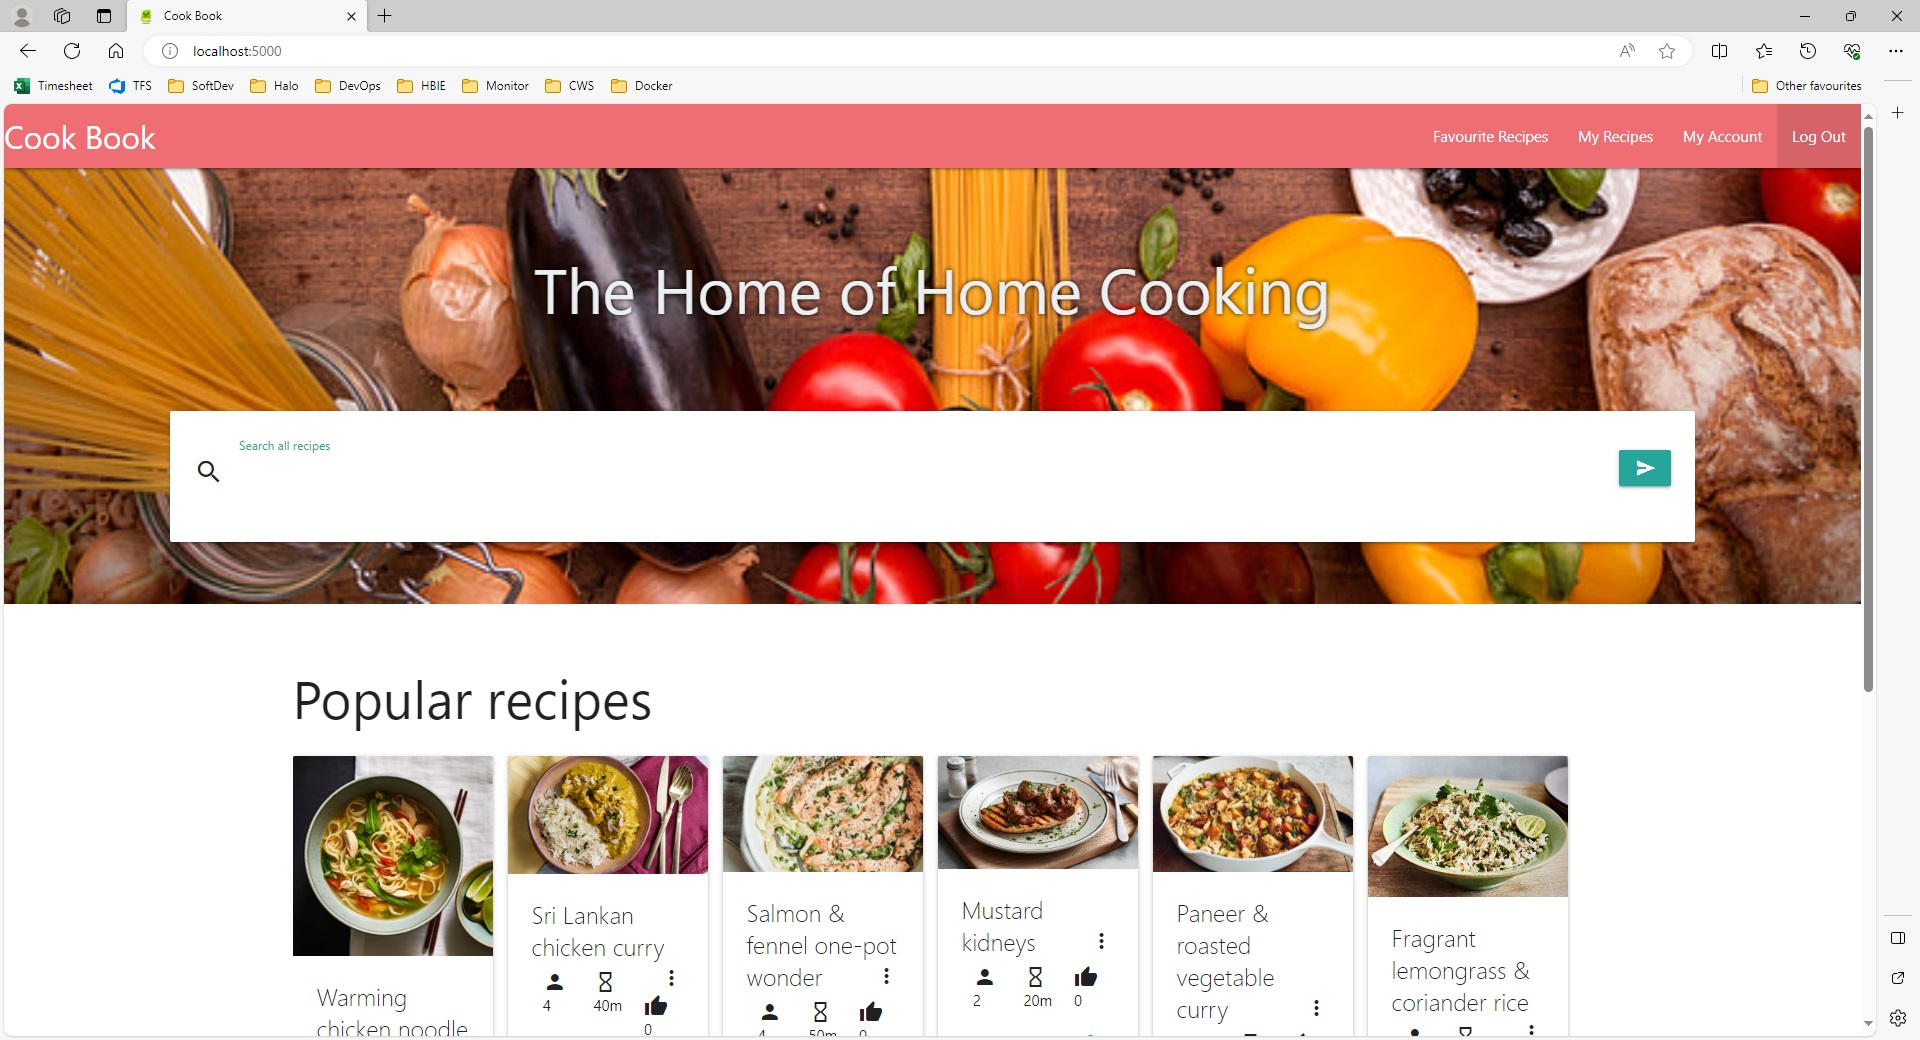 Cook Book
localhost:5000
Timesheet TFS SoftDev Halo DevOps HBIE Monitor CWS Docker Other favourites
Cook Book Favourite Recipes My Recipes My Account Log Out
The Home of Home Cooking
Search all recipes
Popular recipes
Warming
chicken noodle
Sri Lankan
chicken curry
4 40m
0
Salmon &
fennel one-pot
wonder
4 50m 0
Mustard
kidneys
2 20m 0
Paneer &
roasted
vegetable
curry
Fragrant
lemongrass &
coriander rice